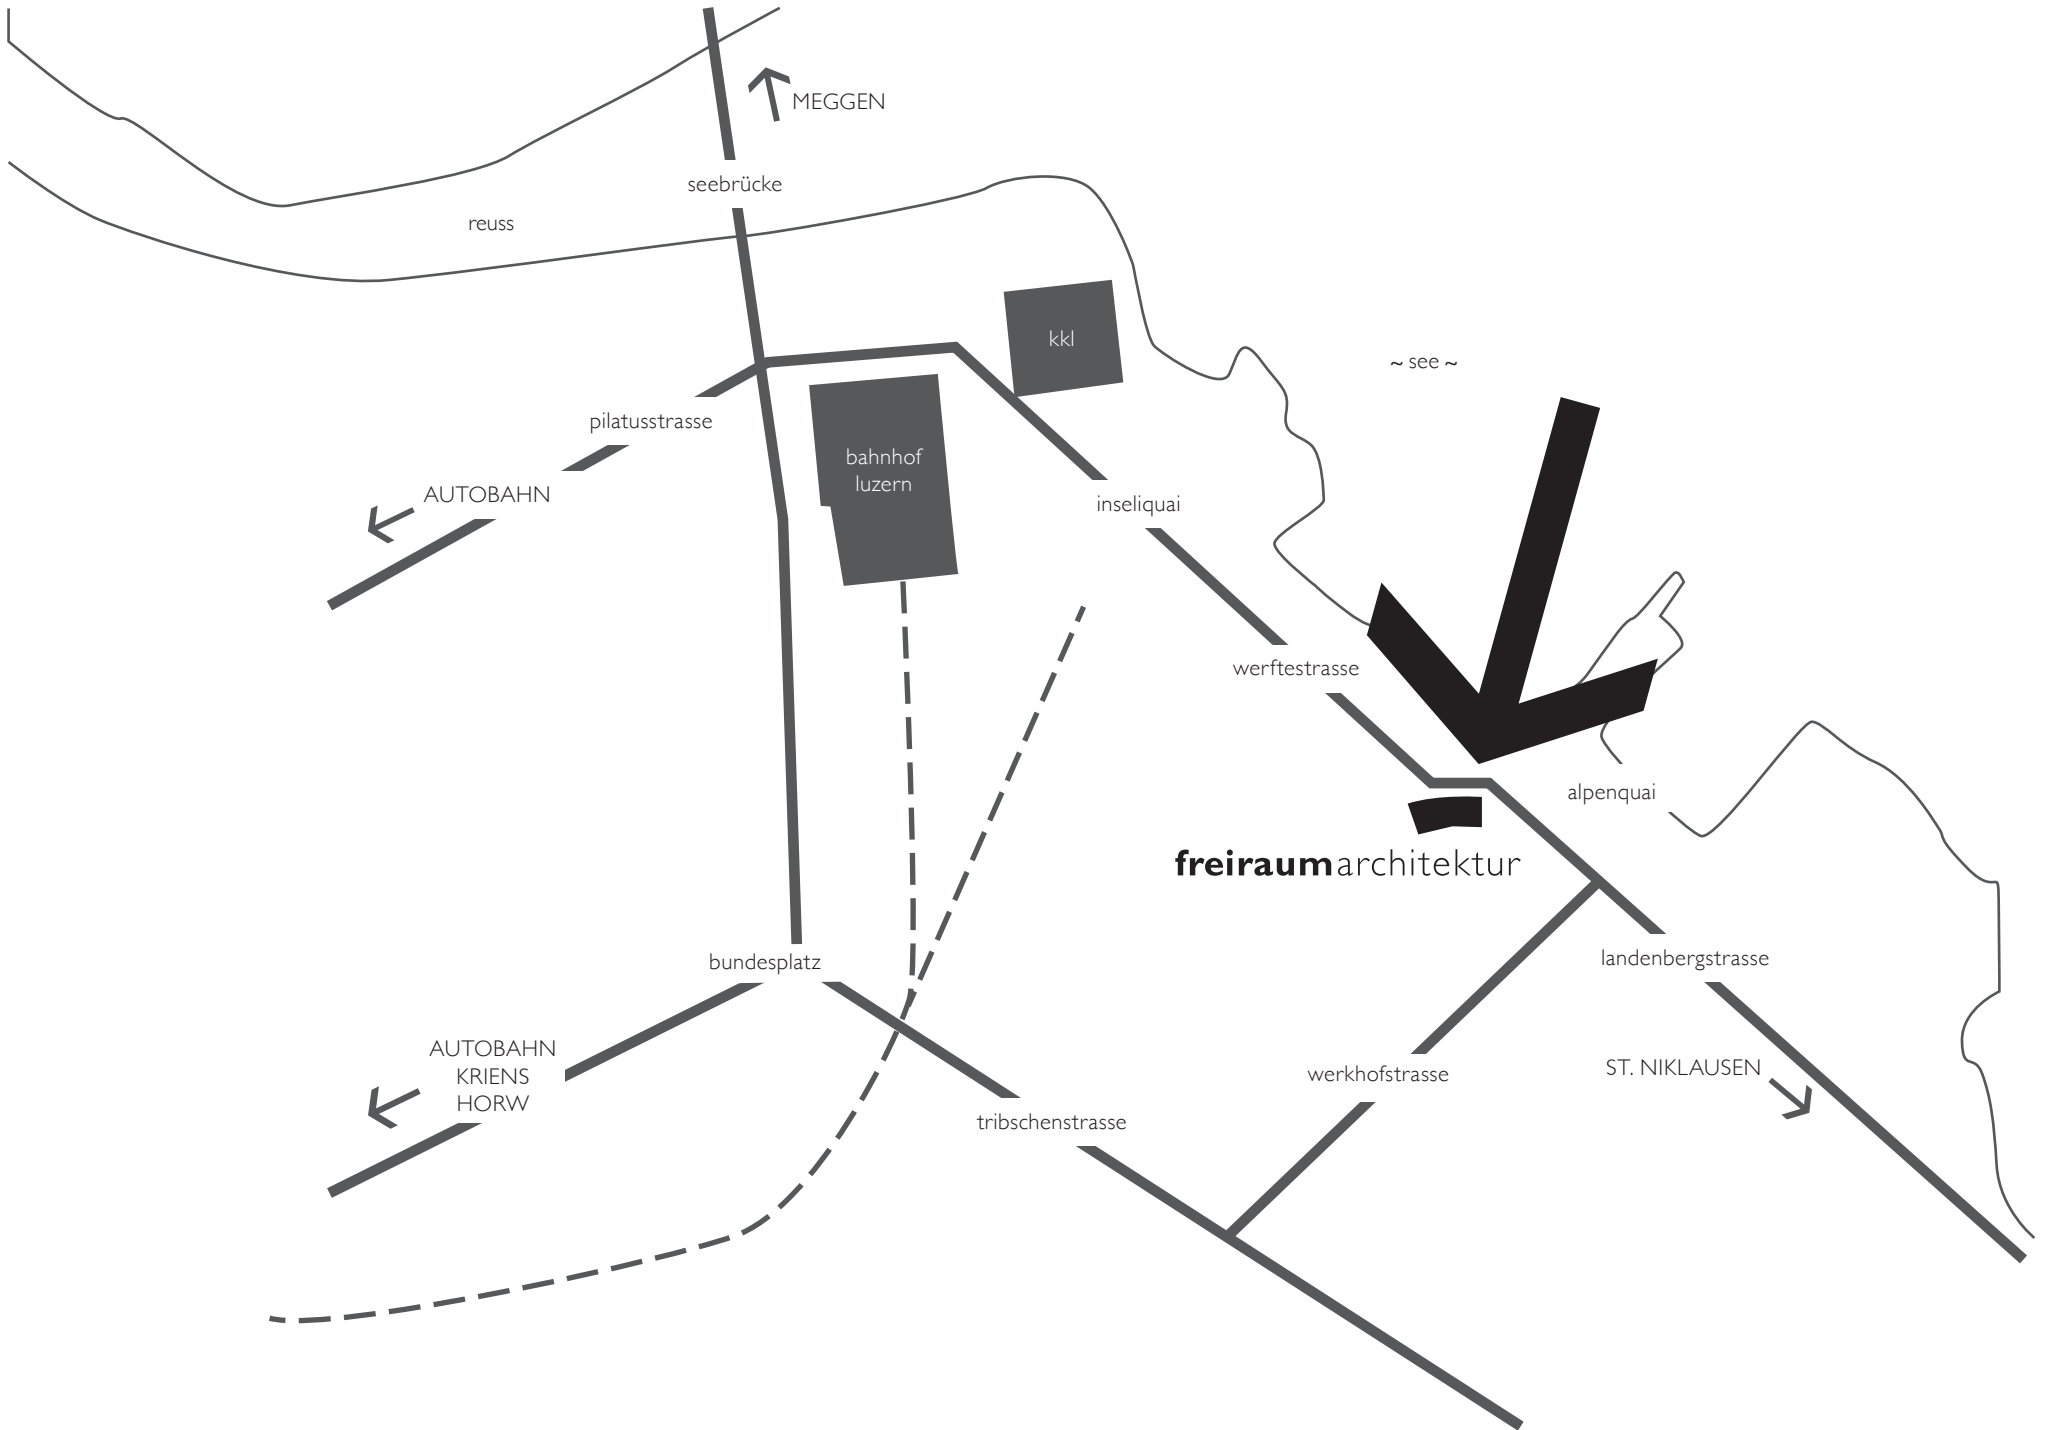 MEGGEN
seebrücke
reuss
kkl
~ see ~
pilatusstrasse
bahnhof
luzern
AUTOBAHN
inseliquai
werftestrasse
alpenquai
freiraumarchitektur
bundesplatz
landenbergstrasse
AUTOBAHN
KRIENS
HORW
ST. NIKLAUSEN
werkhofstrasse
tribschenstrasse